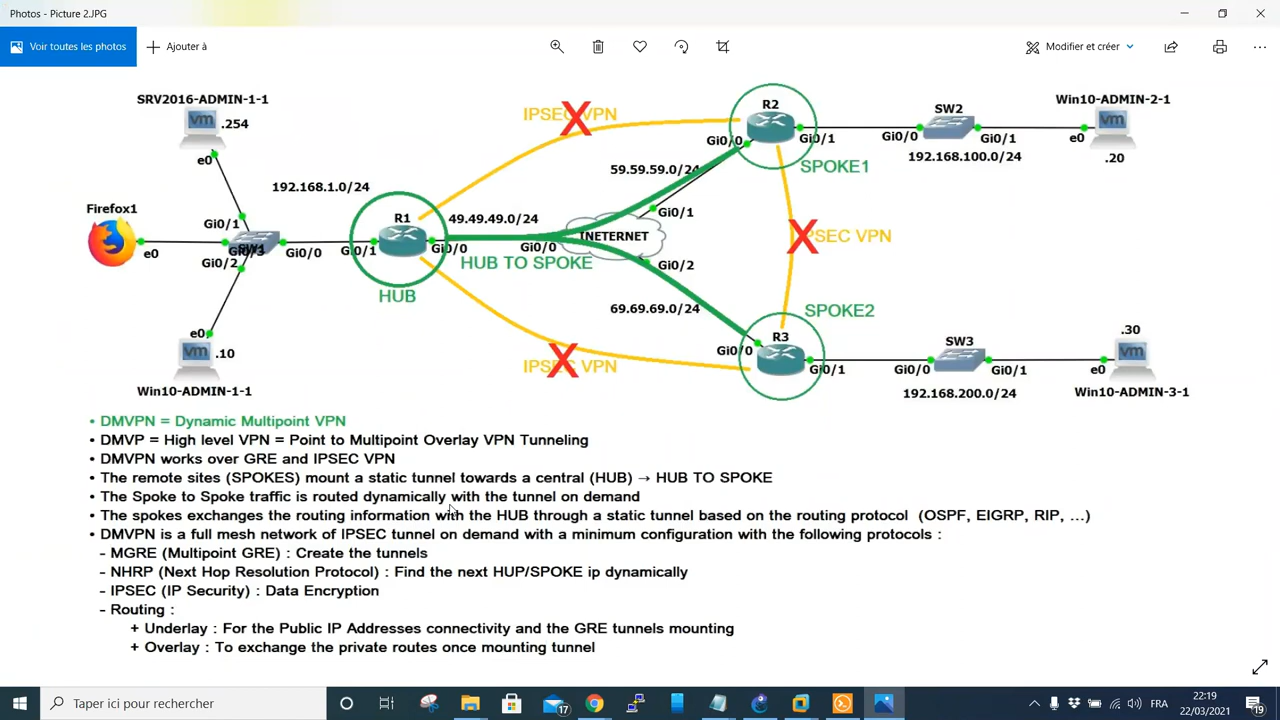 Photos - Picture 2.JPG
Voir toutes les photos
Ajouter à
Modifier et créer
SRV2016-ADMIN-1-1
.254
e0
192.168.1.0/24
Firefox1
e0
Gi0/1
Gi0/2
Gi0/0
Gi0/1
R1
Gi0/0
HUB
e0
.10
Win10-ADMIN-1-1
IPSEC VPN
49.49.49.0/24
Gi0/0
HUB TO SPOKE
INETERNET
59.59.59.0/24
Gi0/1
Gi0/2
69.69.69.0/24
IPSEC VPN
R2
Gi0/0
Gi0/1
SPOKE1
SW2
Gi0/0
Gi0/1
192.168.100.0/24
Win10-ADMIN-2-1
e0
.20
PSEC VPN
SPOKE2
R3
Gi0/0
Gi0/1
SW3
Gi0/0
Gi0/1
192.168.200.0/24
.30
e0
Win10-ADMIN-3-1
• DMVPN = Dynamic Multipoint VPN
• DMVP = High level VPN = Point to Multipoint Overlay VPN Tunneling
• DMVPN works over GRE and IPSEC VPN
• The remote sites (SPOKES) mount a static tunnel towards a central (HUB) → HUB TO SPOKE
• The Spoke to Spoke traffic is routed dynamically with the tunnel on demand
• The spokes exchanges the routing information with the HUB through a static tunnel based on the routing protocol (OSPF, EIGRP, RIP, ...)
• DMVPN is a full mesh network of IPSEC tunnel on demand with a minimum configuration with the following protocols :
- MGRE (Multipoint GRE) : Create the tunnels
- NHRP (Next Hop Resolution Protocol) : Find the next HUP/SPOKE ip dynamically
- IPSEC (IP Security) : Data Encryption
- Routing :
+ Underlay : For the Public IP Addresses connectivity and the GRE tunnels mounting
+ Overlay : To exchange the private routes once mounting tunnel
Taper ici pour rechercher
17
FRA
22:19
22/03/2021
19